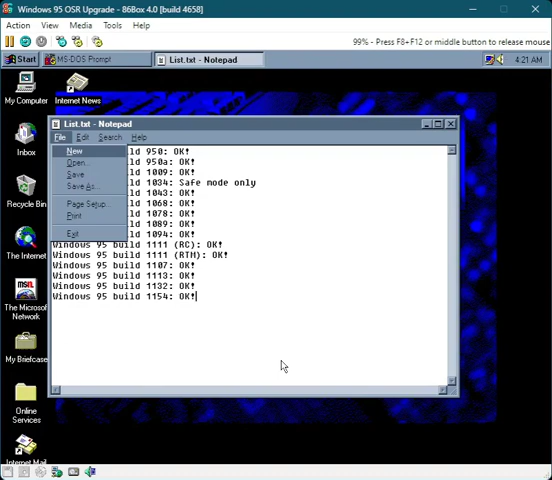 Windows 95 OSR Upgrade - 86Box 4.0 [build 4658]
Action View Media Tools Help
99% - Press F8+F12 or middle button to release mouse
Start MS-DOS Prompt List.txt - Notepad 4:21 AM
My Computer
Internet News
Inbox
Recycle Bin
The Internet
msn
The Microsoft
Network
My Briefcase
Online
Services
Internet Mail
List.txt - Notepad
File Edit Search Help
New
Open...
Save
Save As...
Page Setup...
Print
Exit
ld 950: OK!
ld 950a: OK!
ld 1009: OK!
ld 1034: Safe mode only
ld 1043: OK!
ld 1068: OK!
ld 1078: OK!
ld 1089: OK!
ld 1094: OK!
Windows 95 build 1111 (RC): OK!
Windows 95 build 1111 (RTM): OK!
Windows 95 build 1107: OK!
Windows 95 build 1113: OK!
Windows 95 build 1132: OK!
Windows 95 build 1154: OK!